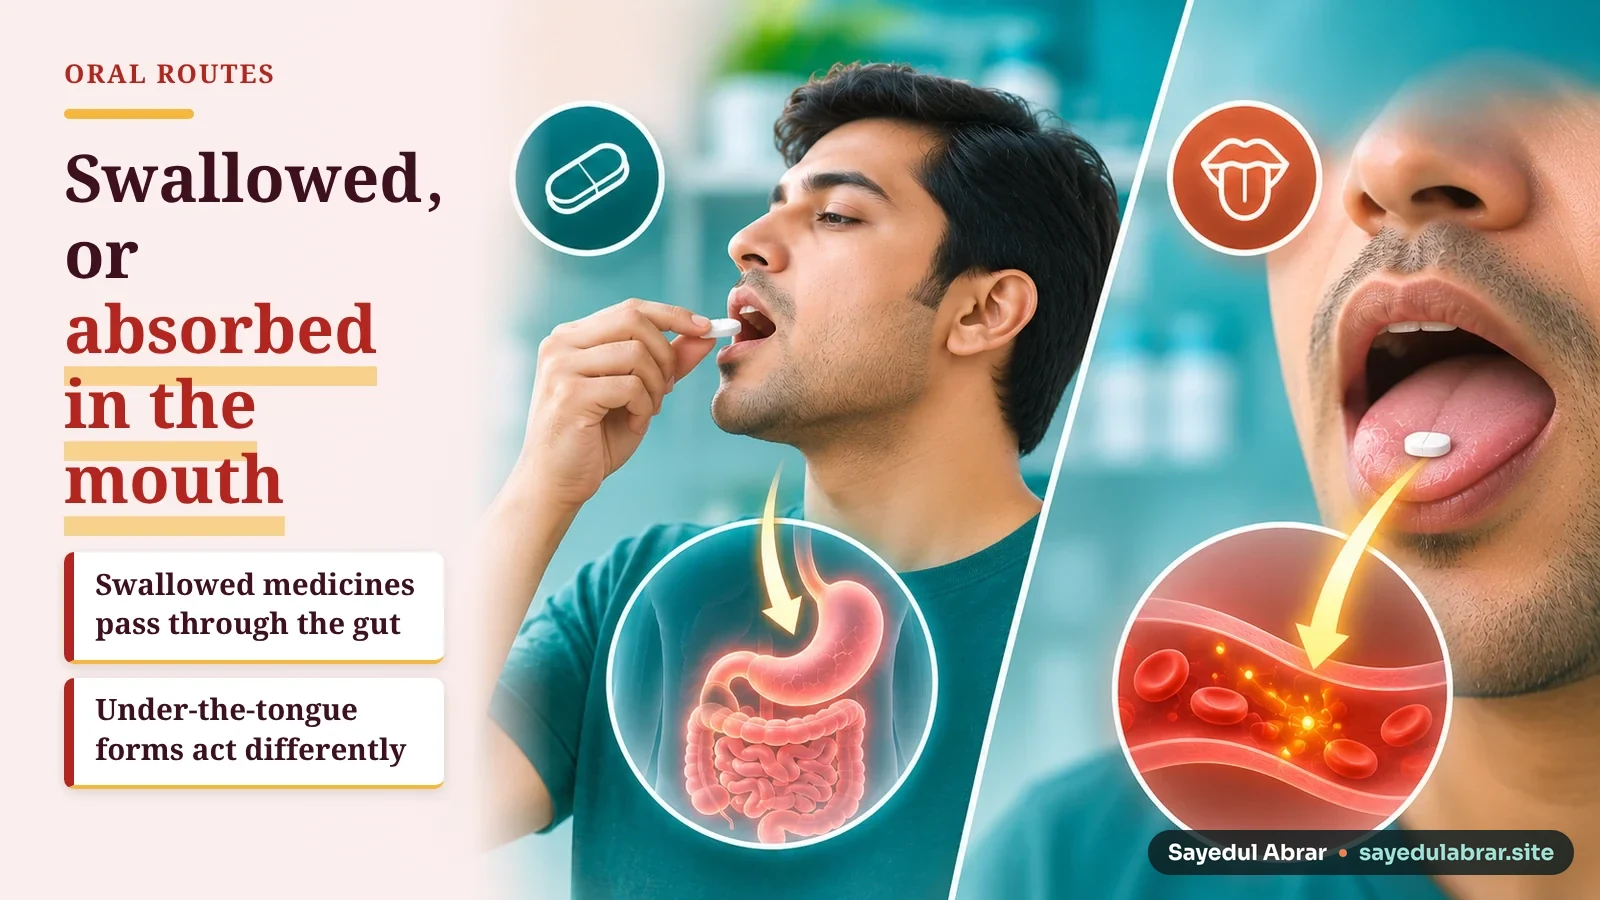 ORAL ROUTES
Swallowed,
or
absorbed
in the
mouth
Swallowed medicines
pass through the gut
Under-the-tongue
forms act differently
Sayedul Abrar • sayedulabrar.site